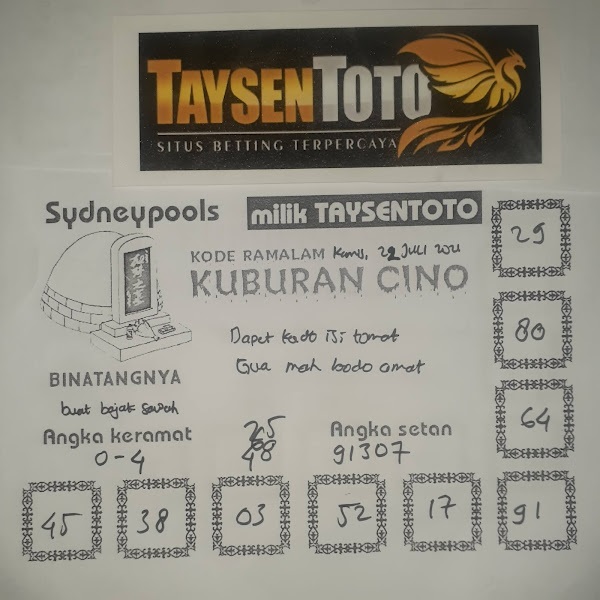 TAYSENTOTO
SITUS BETTING TERPERCAYA
Sydneypools
milik TAYSENTOTO
KODE RAMALAM Kamis, 22 JULI 2021
KUBURAN CINO
29
80
64
91
Dapet kado isi tomat
Gua mah bodo amat
BINATANGNYA
buat bajak sawah
Angka keramat
0-4
25
68
48
Angka setan
91307
45
38
03
52
17